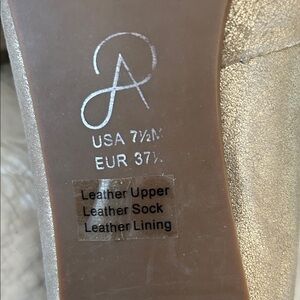 USA 7½M
EUR 37½
Leather Upper
Leather Sock
Leather Lining